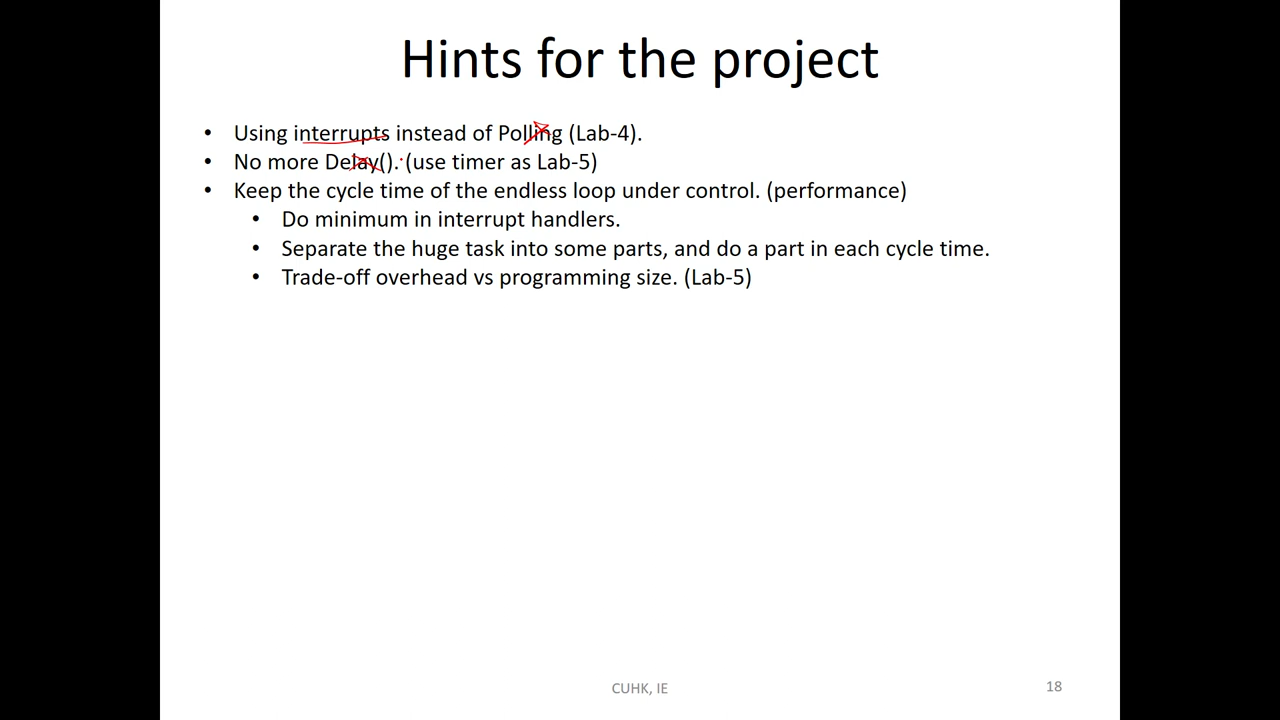 Hints for the project
• Using interrupts instead of Polling (Lab-4).
• No more Delay(). (use timer as Lab-5)
• Keep the cycle time of the endless loop under control. (performance)
• Do minimum in interrupt handlers.
• Separate the huge task into some parts, and do a part in each cycle time.
• Trade-off overhead vs programming size. (Lab-5)
CUHK, IE
18